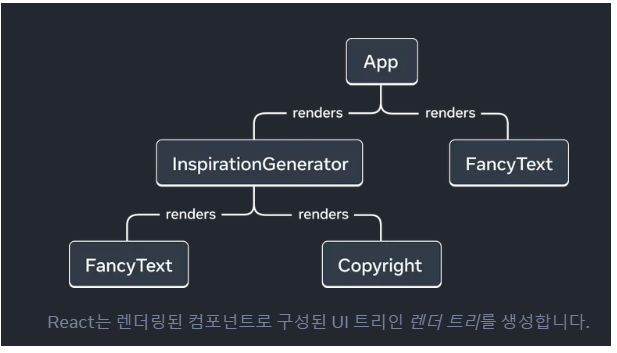 App
renders renders
InspirationGenerator FancyText
renders renders
FancyText Copyright
React는 렌더링된 컴포넌트로 구성된 UI 트리인 렌더 트리를 생성합니다.